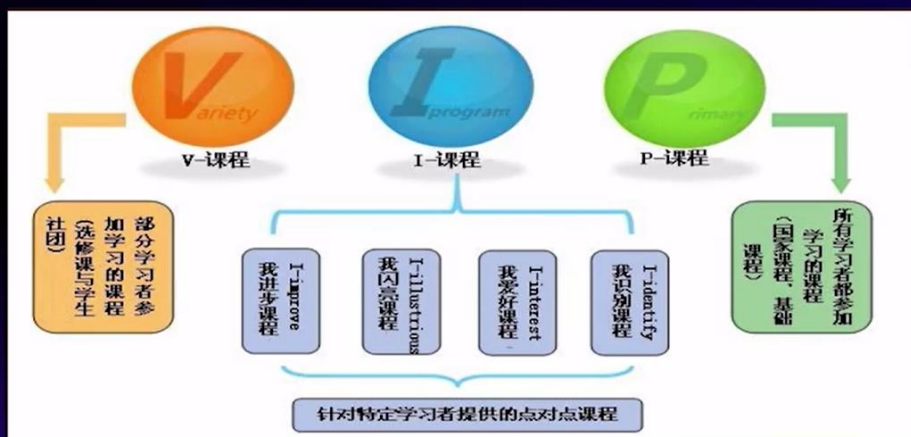 Variety
Iprogram
Primary
V-课程
I-课程
P-课程
部分学习者参
加学习的课程
(选修课与学生
社团)
I-improve
我进步课程
I-illustrious
我闪亮课程
I-interest
我爱好课程
I-identify
我识别课程
所有学习者都参加
学习的课程
(国家课程、基础
课程)
针对特定学习者提供的点对点课程